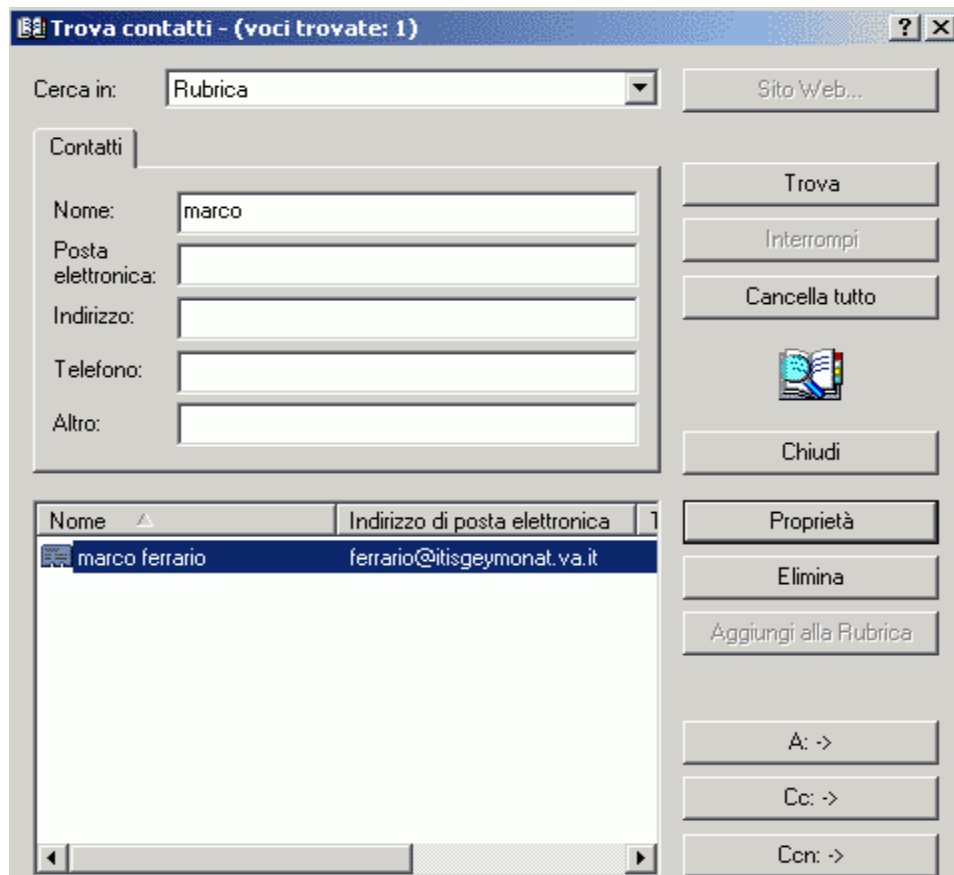 Trova contatti - (voci trovate: 1)
Cerca in:
Rubrica
Sito Web...
Contatti
Nome:
marco
Posta
elettronica:
Indirizzo:
Telefono:
Altro:
Trova
Interrompi
Cancella tutto
Chiudi
Nome
Indirizzo di posta elettronica
marco ferrario
ferrario@itisgeymonat.va.it
Proprietà
Elimina
Aggiungi alla Rubrica
A: ->
Cc: ->
Ccn: ->